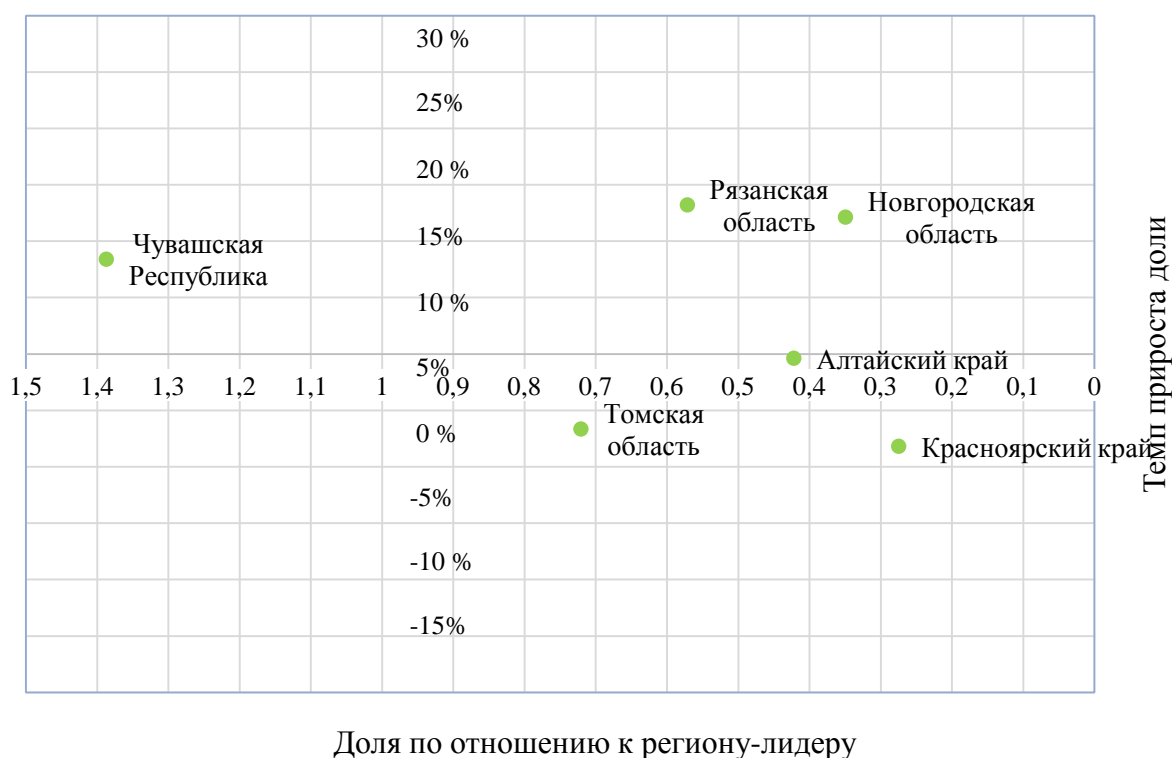 30 %
25%
20 %
Рязанская
область
Новгородская
область
15%
Чувашская
Республика
10 %
5%
Алтайский край
1,5 1,4 1,3 1,2 1,1 1 0,9 0,8 0,7 0,6 0,5 0,4 0,3 0,2 0,1 0
Томская
область
0 %
Красноярский край
-5%
-10 %
-15%
Темп прироста доли
Доля по отношению к региону-лидеру